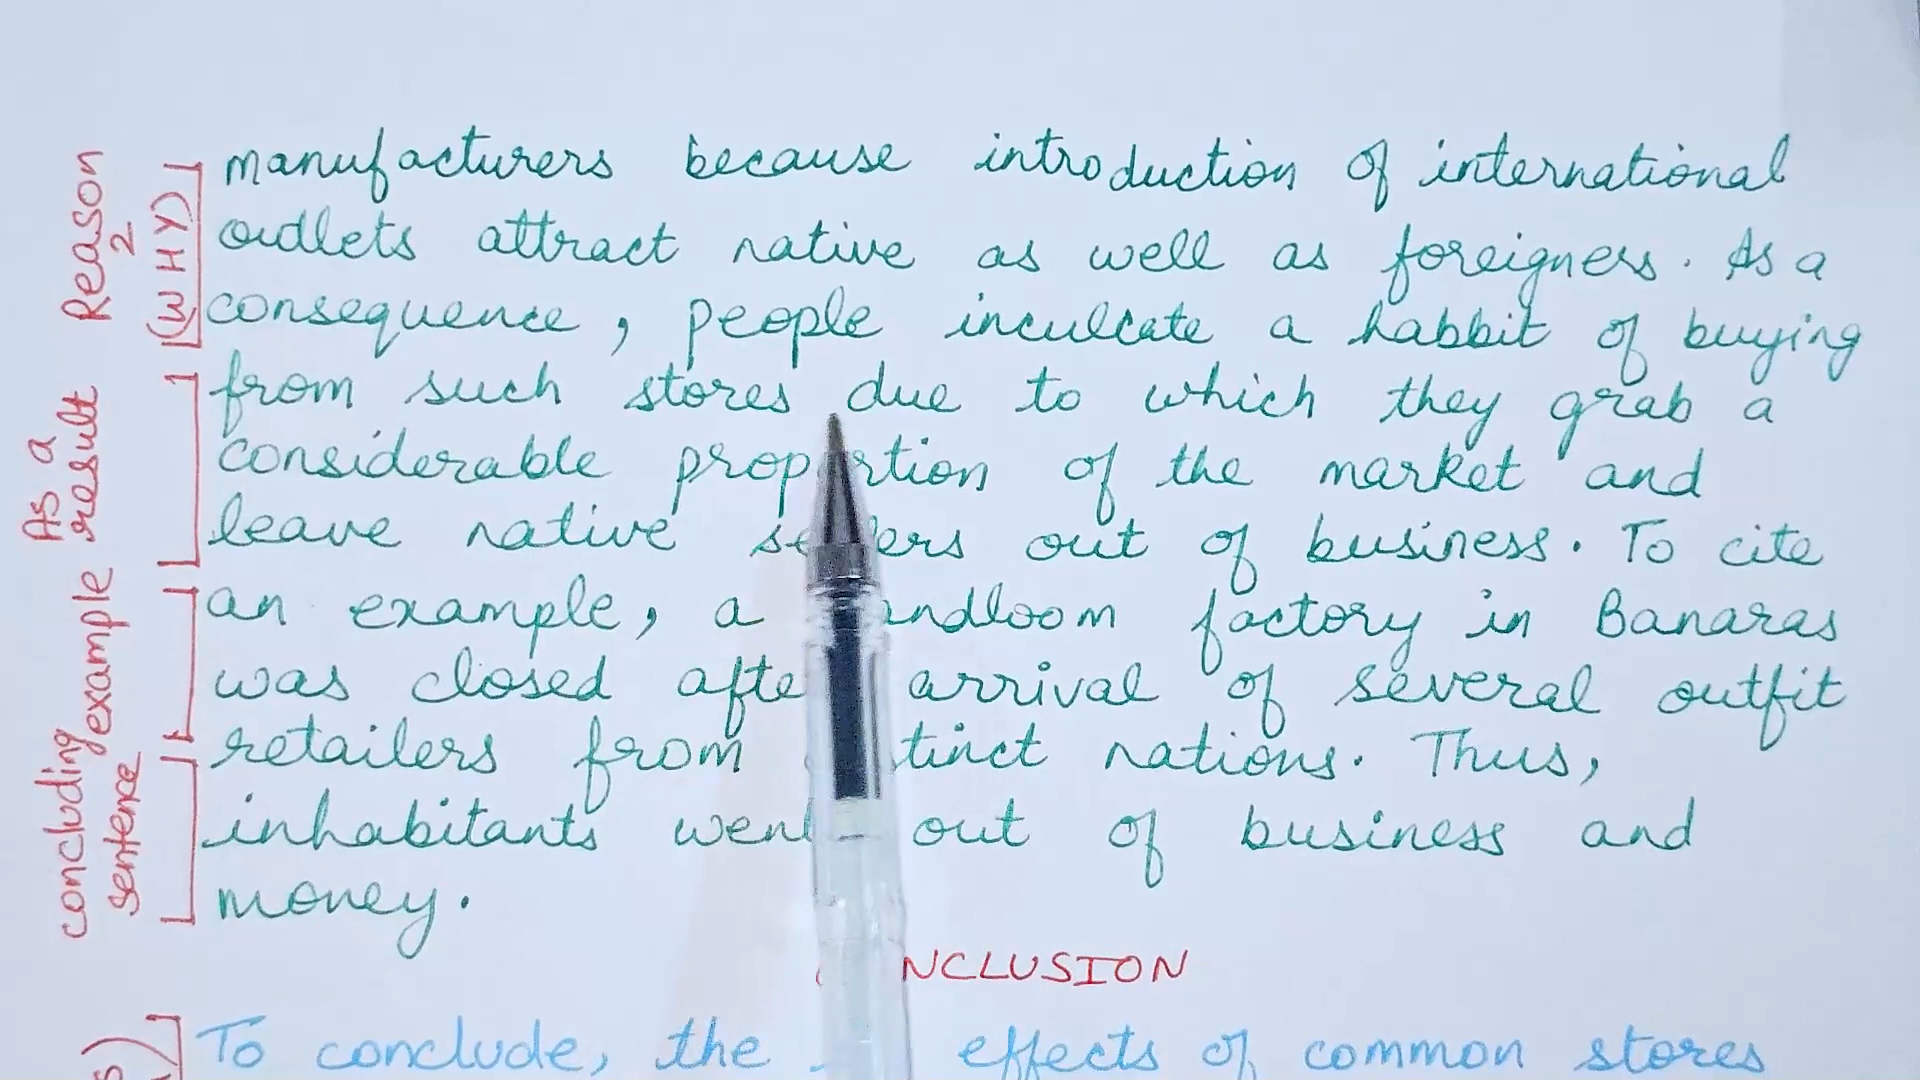 manufacturers because introduction of international
outlets attract native as well as foreigners. As a
consequence, people inculcate a habbit of buying
from such stores due to which they grab a
considerable proportion of the market and
leave native sellers out of business. To cite
an example, a handloom factory in Banaras
was closed after arrival of several outfit
retailers from distinct nations. Thus,
inhabitants went out of business and
money.
CONCLUSION
To conclude, the effects of common stores
Reason
2
(WHY)
As a
result
example
concluding
sentence